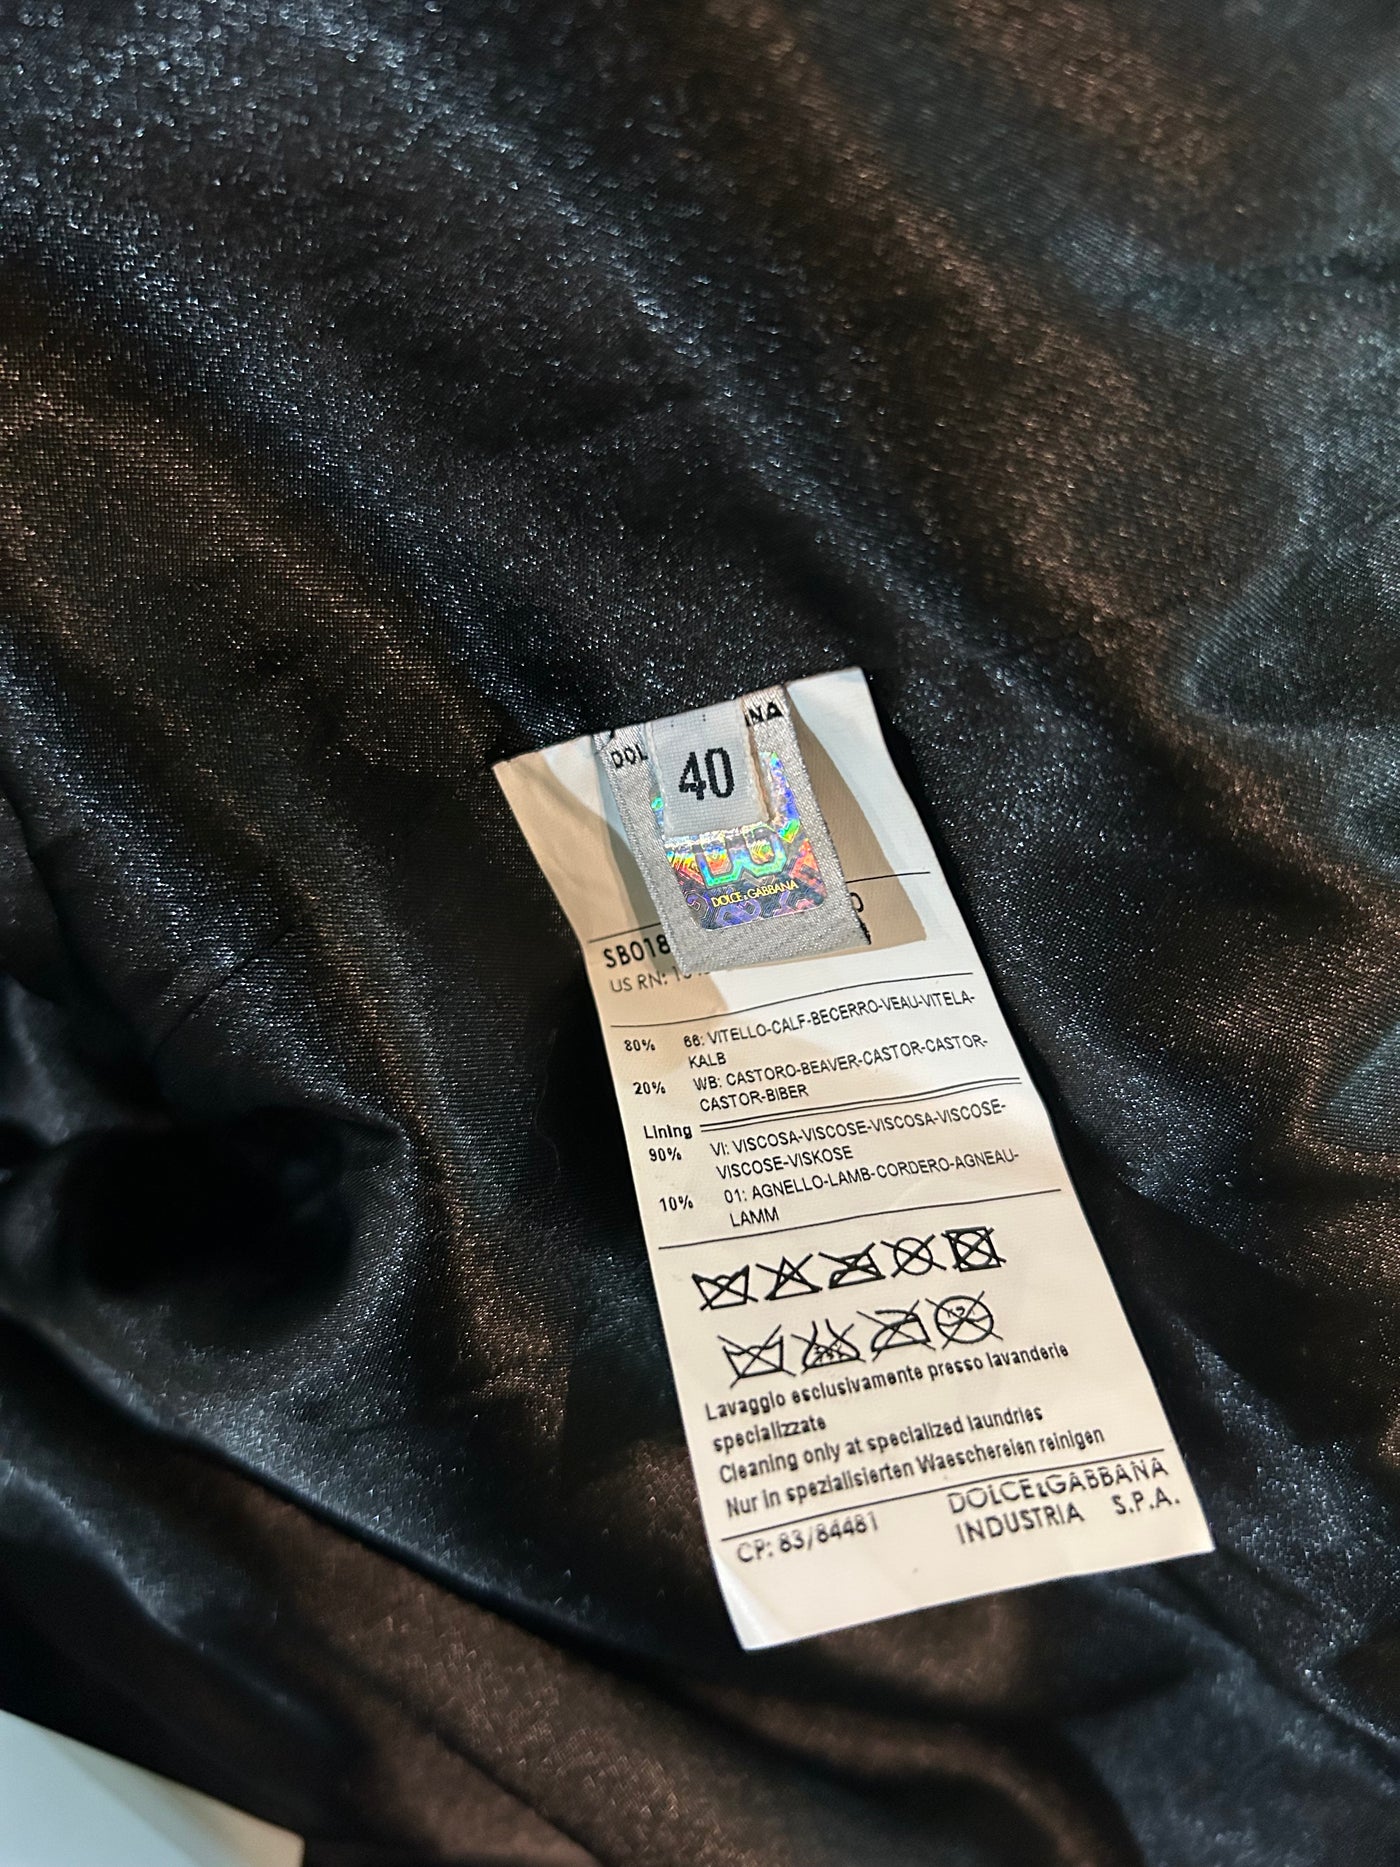 DOL NA
40
DOLCE&GABBANA
SB018
US RN:
80% 66: VITELLO-CALF-BECERRO-VEAU-VITELA-
KALB
20% WB: CASTORO-BEAVER-CASTOR-CASTOR-
CASTOR-BIBER
Lining
90% VI: VISCOSA-VISCOSE-VISCOSA-VISCOSE-
VISCOSE-VISKOSE
10% 01: AGNELLO-LAMB-CORDERO-AGNEAU-
LAMM
Lavaggio esclusivamente presso lavanderie
specializzate
Cleaning only at specialized laundries
Nur in spezialisierten Waeschereien reinigen
CP: 83/84481 DOLCE&GABBANA
INDUSTRIA S.P.A.